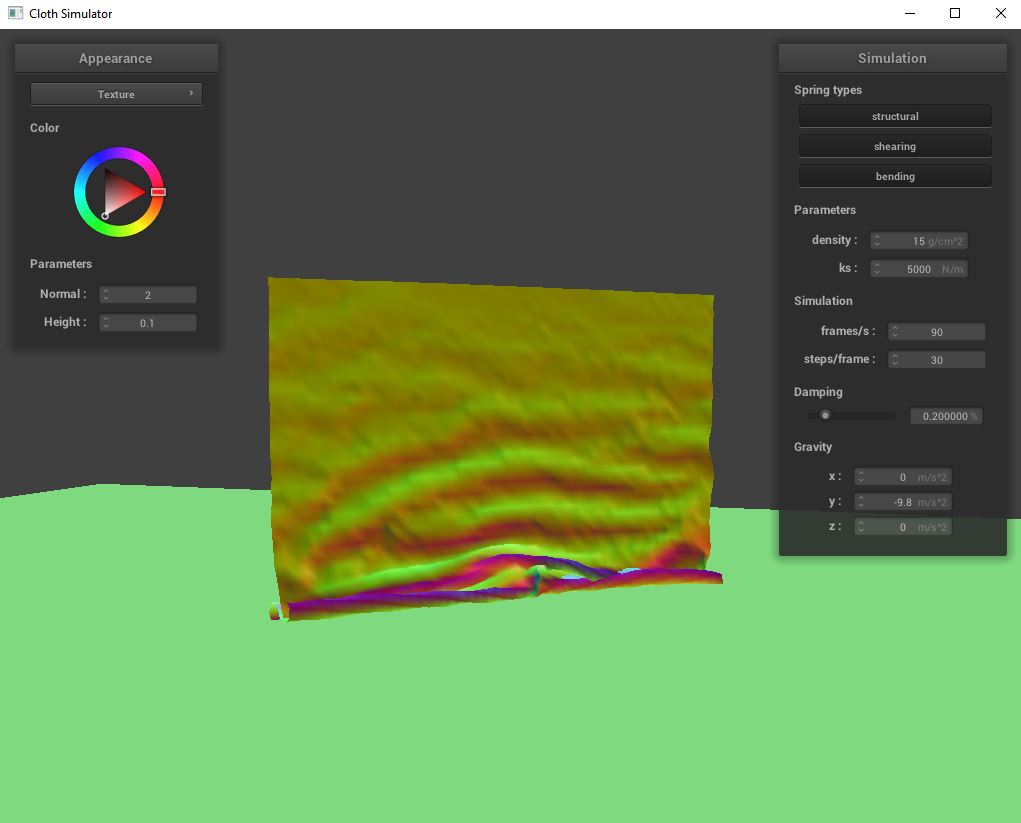 Cloth Simulator
Appearance
Texture
Color
Parameters
Normal : 2
Height : 0.1
Simulation
Spring types
structural
shearing
bending
Parameters
density : 15 g/cm^2
ks : 5000 N/m
Simulation
frames/s : 90
steps/frame : 30
Damping
0.200000 %
Gravity
x : 0 m/s^2
y : -9.8 m/s^2
z : 0 m/s^2